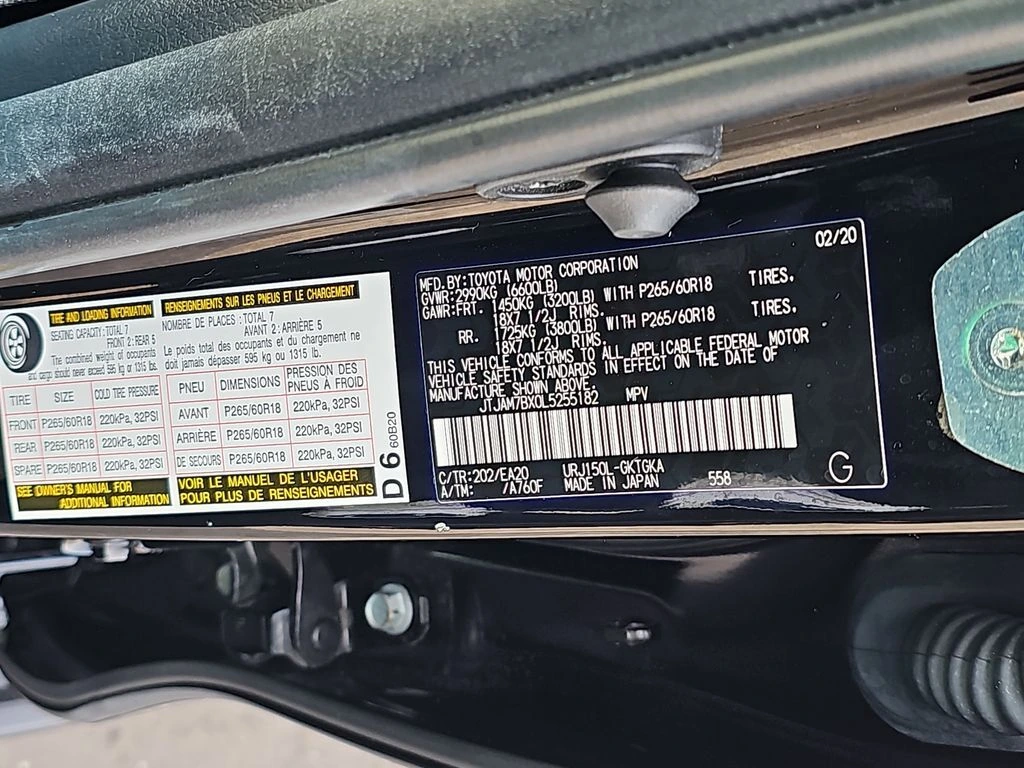 TIRE AND LOADING INFORMATION
SEATING CAPACITY: TOTAL 7
FRONT 2: REAR 5
The combined weight of occupants
and cargo should never exceed 595 kg or 1315 lbs.
TIRE SIZE COLD TIRE PRESSURE
FRONT P265/60R18 220kPa, 32PSI
REAR P265/60R18 220kPa, 32PSI
SPARE P265/60R18 220kPa, 32PSI
SEE OWNER'S MANUAL FOR
ADDITIONAL INFORMATION
RENSEIGNEMENTS SUR LES PNEUS ET LE CHARGEMENT
NOMBRE DE PLACES : TOTAL 7
AVANT 2 : ARRIÈRE 5
Le poids total des occupants et du chargement ne
doit jamais dépasser 595 kg ou 1315 lb.
PNEU DIMENSIONS PRESSION DES
PNEUS À FROID
AVANT P265/60R18 220kPa, 32PSI
ARRIÈRE P265/60R18 220kPa, 32PSI
DE SECOURS P265/60R18 220kPa, 32PSI
VOIR LE MANUEL DE L'USAGER
POUR PLUS DE RENSEIGNEMENTS
D 6 60B20
02/20
MFD.BY:TOYOTA MOTOR CORPORATION
GVWR:2990KG (6600LB)
GAWR:FRT. 1450KG (3200LB) WITH P265/60R18 TIRES.
18X7 1/2J RIMS.
RR. 1725KG (3800LB) WITH P265/60R18 TIRES.
18X7 1/2J RIMS.
THIS VEHICLE CONFORMS TO ALL APPLICABLE FEDERAL MOTOR
VEHICLE SAFETY STANDARDS IN EFFECT ON THE DATE OF
MANUFACTURE SHOWN ABOVE.
JTJAM7BX0L5255182 MPV
C/TR:202/EA20 URJ150L-GKTGKA
A/TM: /A760F MADE IN JAPAN 558 G